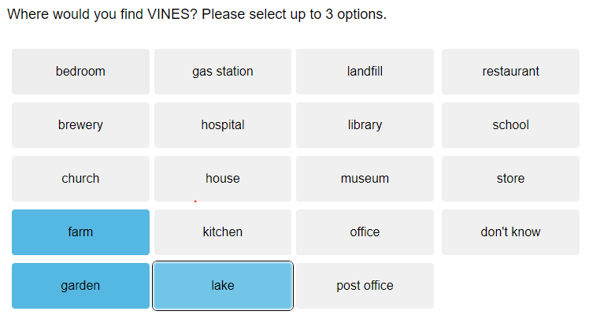 Where would you find VINES? Please select up to 3 options.
bedroom gas station landfill restaurant
brewery hospital library school
church house museum store
farm kitchen office don't know
garden lake post office